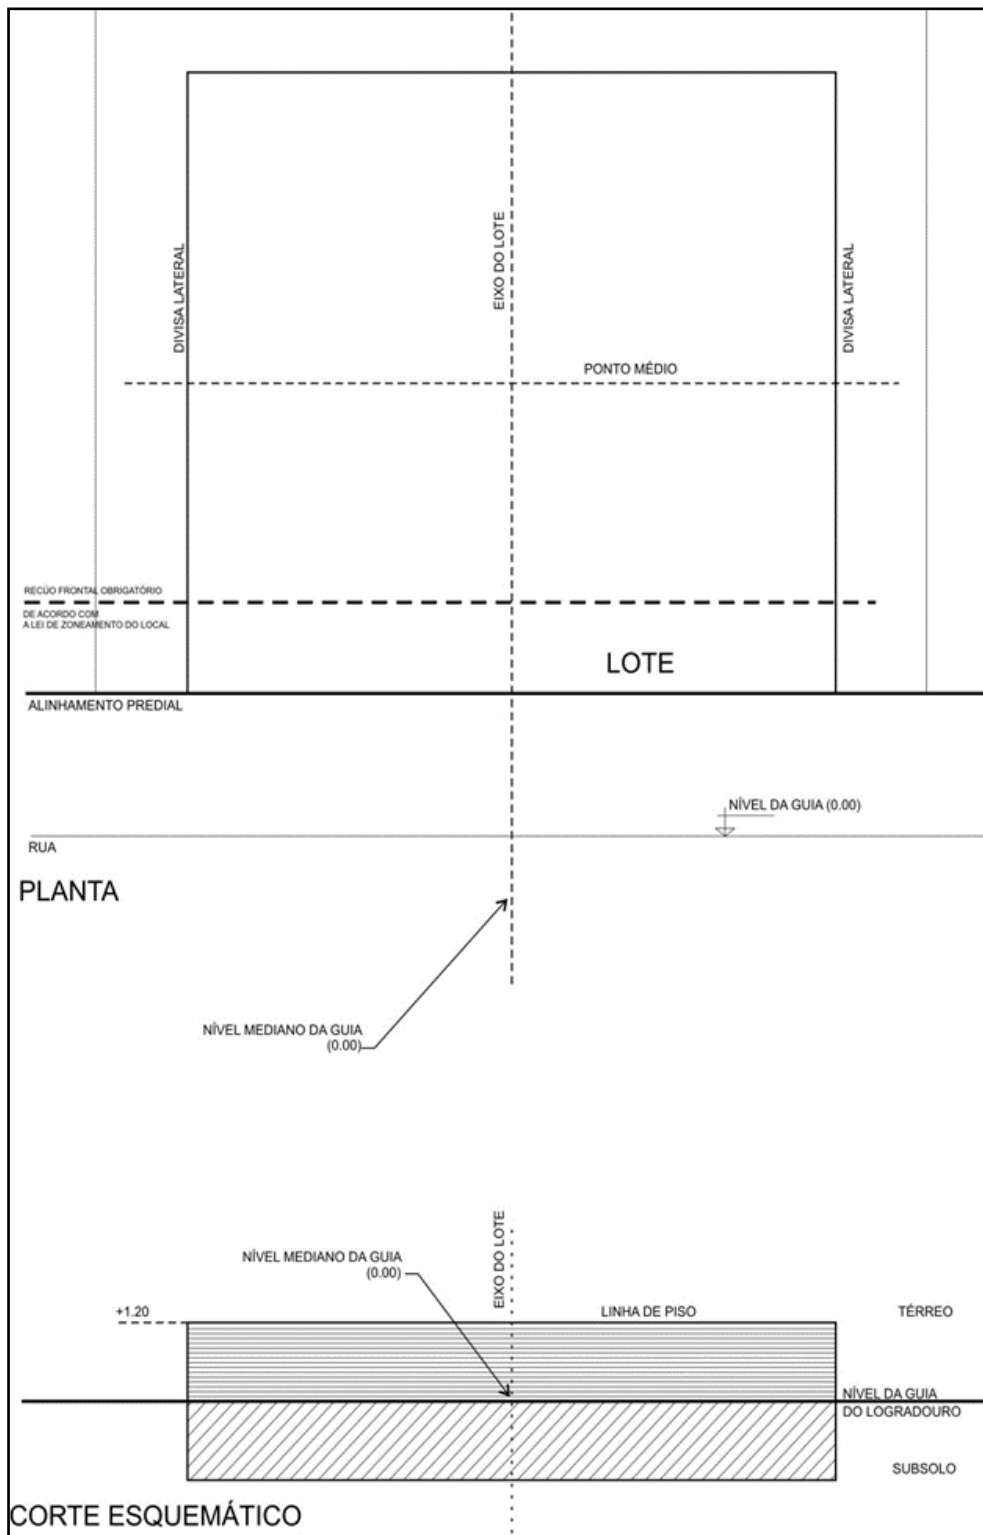 EIXO DO LOTE
DIVISA LATERAL
DIVISA LATERAL
PONTO MÉDIO
RECÚO FRONTAL OBRIGATÓRIO
DE ACORDO COM
A LEI DE ZONEAMENTO DO LOCAL
LOTE
ALINHAMENTO PREDIAL
NÍVEL DA GUIA (0.00)
RUA
PLANTA
NÍVEL MEDIANO DA GUIA
(0.00)
EIXO DO LOTE
NÍVEL MEDIANO DA GUIA
(0.00)
+1.20
LINHA DE PISO
TÉRREO
NÍVEL DA GUIA
DO LOGRADOURO
SUBSOLO
CORTE ESQUEMÁTICO